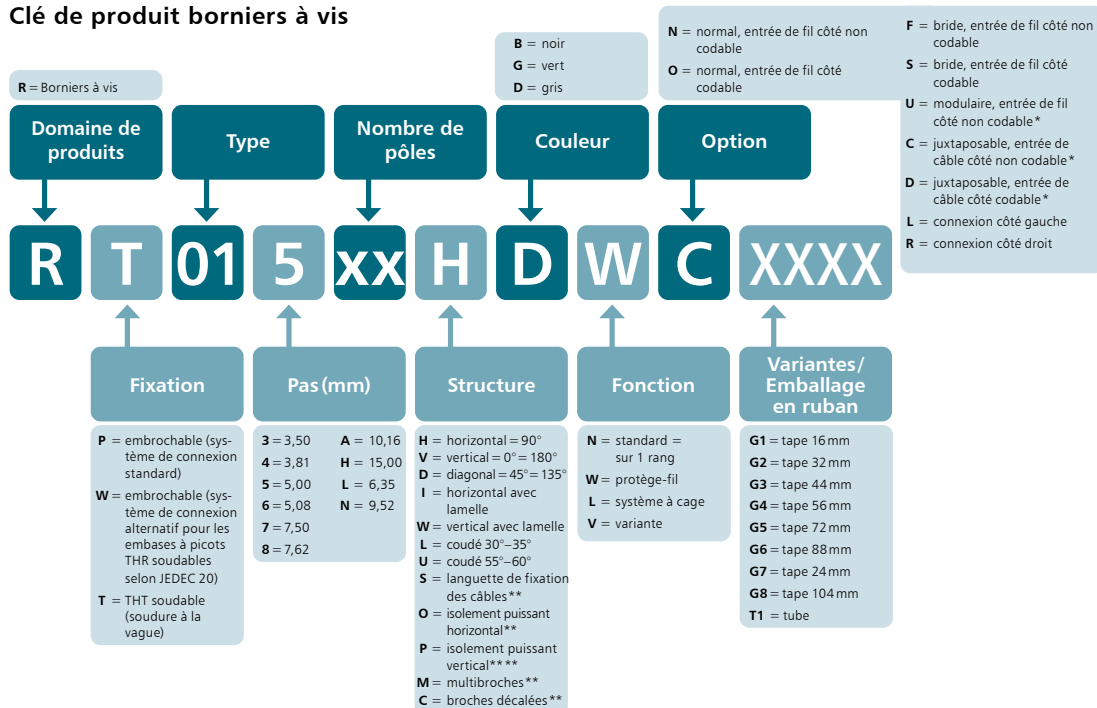 Clé de produit borniers à vis
R = Borniers à vis
B = noir
G = vert
D = gris
N = normal, entrée de fil côté non
codable
O = normal, entrée de fil côté
codable
F = bride, entrée de fil côté non
codable
S = bride, entrée de fil côté
codable
U = modulaire, entrée de fil
côté non codable*
C = juxtaposable, entrée de
câble côté non codable*
D = juxtaposable, entrée de
câble côté codable*
L = connexion côté gauche
R = connexion côté droit
Domaine de
produits
Type
Nombre de
pôles
Couleur
Option
R T 01 5 xx H D W C XXXX
Fixation
Pas (mm)
Structure
Fonction
Variantes/
Emballage
en ruban
P = embrochable (sys-
tème de connexion
standard)
W = embrochable (sys-
tème de connexion
alternatif pour les
embases à picots
THR soudables
selon JEDEC 20)
T = THT soudable
(soudure à la
vague)
3 = 3,50
4 = 3,81
5 = 5,00
6 = 5,08
7 = 7,50
8 = 7,62
A = 10,16
H = 15,00
L = 6,35
N = 9,52
H = horizontal = 90°
V = vertical = 0° = 180°
D = diagonal = 45° = 135°
I = horizontal avec
lamelle
W = vertical avec lamelle
L = coudé 30°–35°
U = coudé 55°–60°
S = languette de fixation
des câbles**
O = isolement puissant
horizontal**
P = isolement puissant
vertical****
M = multibroches**
C = broches décalées**
N = standard =
sur 1 rang
W = protège-fil
L = système à cage
V = variante
G1 = tape 16 mm
G2 = tape 32 mm
G3 = tape 44 mm
G4 = tape 56 mm
G5 = tape 72 mm
G6 = tape 88 mm
G7 = tape 24 mm
G8 = tape 104 mm
T1 = tube